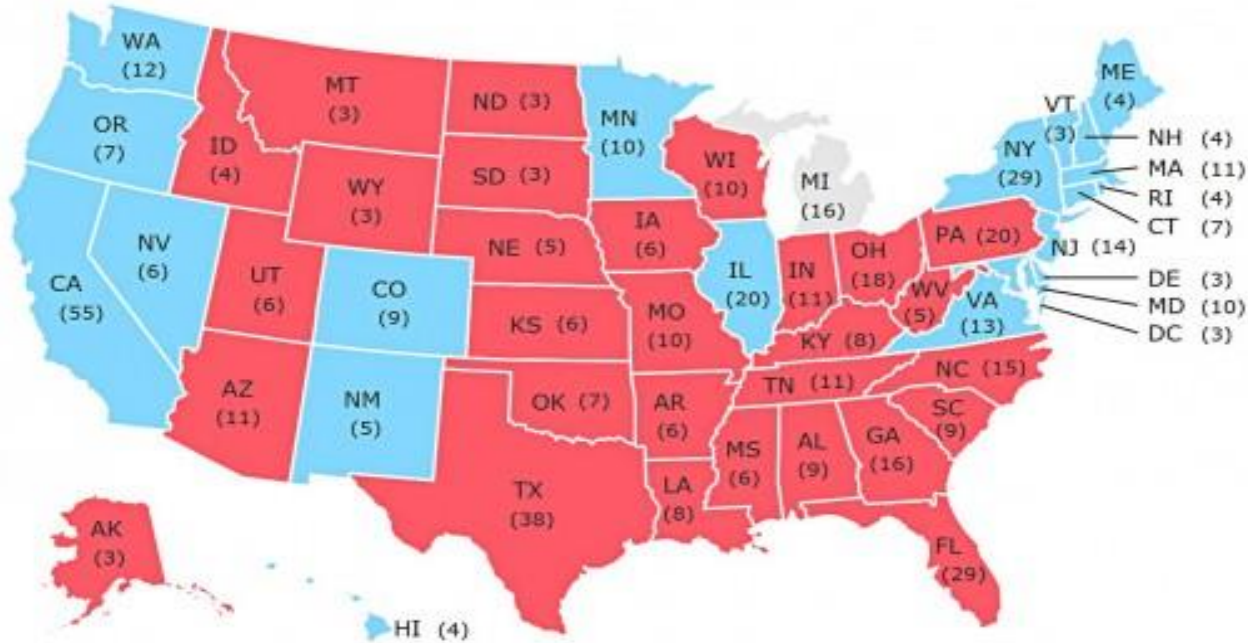 WA
(12)
OR
(7)
CA
(55)
NV
(6)
ID
(4)
MT
(3)
WY
(3)
UT
(6)
AZ
(11)
CO
(9)
NM
(5)
ND (3)
SD (3)
NE (5)
KS (6)
OK (7)
TX
(38)
MN
(10)
IA
(6)
MO
(10)
AR
(6)
LA
(8)
WI
(10)
IL
(20)
MI
(16)
IN
(11)
OH
(18)
KY (8)
TN (11)
MS
(6)
AL
(9)
GA
(16)
FL
(29)
SC
(9)
NC (15)
VA
(13)
WV
(5)
PA (20)
NY
(29)
VT
(3)
ME
(4)
NH (4)
MA (11)
RI (4)
CT (7)
NJ (14)
DE (3)
MD (10)
DC (3)
AK
(3)
HI (4)